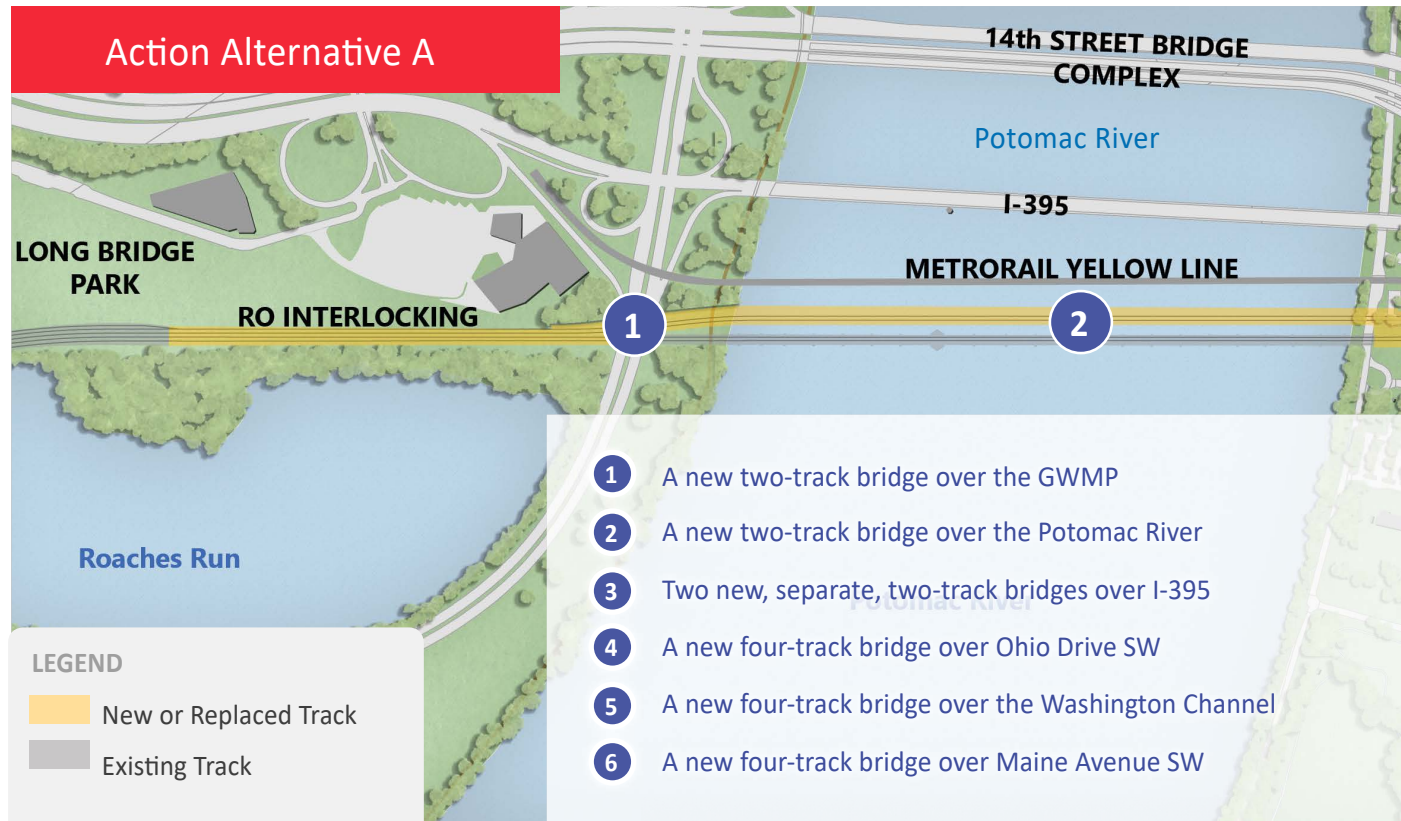 Action Alternative A
14th STREET BRIDGE
COMPLEX
Potomac River
I-395
LONG BRIDGE
PARK
METRORAIL YELLOW LINE
RO INTERLOCKING
1
2
1 A new two-track bridge over the GWMP
2 A new two-track bridge over the Potomac River
3 Two new, separate, two-track bridges over I-395
Potomac River
4 A new four-track bridge over Ohio Drive SW
5 A new four-track bridge over the Washington Channel
6 A new four-track bridge over Maine Avenue SW
Roaches Run
LEGEND
New or Replaced Track
Existing Track